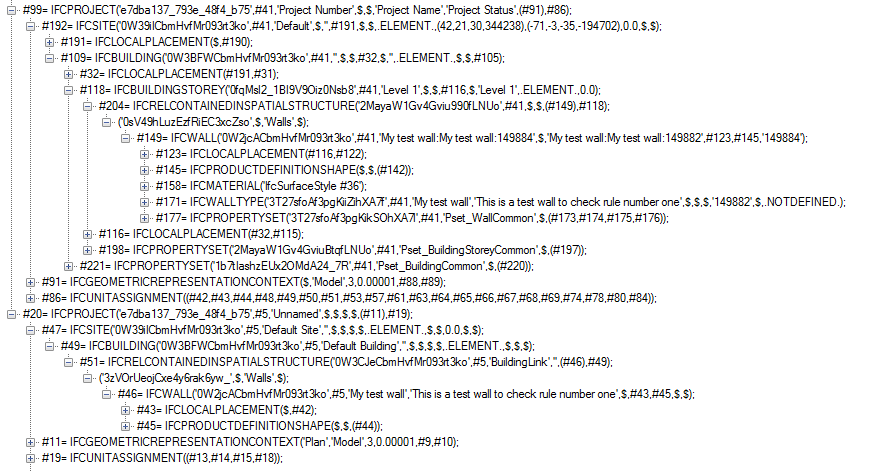 #99= IFCPROJECT('e7dba137_793e_48f4_b75',#41,'Project Number',$,$,'Project Name','Project Status',(#91),#86);
#192= IFCSITE('0W39iICbmHvfMr093rt3ko',#41,'Default',$,'',#191,$,$,.ELEMENT.,(42,21,30,344238),(-71,-3,-35,-194702),0.0,$,$);
#191= IFCLOCALPLACEMENT($,#190);
#109= IFCBUILDING('0W3BFWCbmHvfMr093rt3ko',#41,'',$,$,#32,$,'',.ELEMENT.,$,$,#105);
#32= IFCLOCALPLACEMENT(#191,#31);
#118= IFCBUILDINGSTOREY('0fqMsI2_1BI9V9Oiz0Nsb8',#41,'Level 1',$,$,#116,$,'Level 1',.ELEMENT.,0.0);
#204= IFCRELCONTAINEDINSPATIALSTRUCTURE('2MayaW1Gv4Gviu990fLNUo',#41,$,$,(#149),#118);
('0sV49hLuzEzfRiEC3xcZso',$,'Walls',$);
#149= IFCWALL('0W2jcACbmHvfMr093rt3ko',#41,'My test wall:My test wall:149884',$,'My test wall:My test wall:149882',#123,#145,'149884');
#123= IFCLOCALPLACEMENT(#116,#122);
#145= IFCPRODUCTDEFINITIONSHAPE($,$,(#142));
#158= IFCMATERIAL('IfcSurfaceStyle #36');
#171= IFCWALLTYPE('3T27sfoAf3pgKiiZihXA7f',#41,'My test wall','This is a test wall to check rule number one',$,$,$,'149882',$,.NOTDEFINED.);
#177= IFCPROPERTYSET('3T27sfoAf3pgKikSOhXA7l',#41,'Pset_WallCommon',$,(#173,#174,#175,#176));
#116= IFCLOCALPLACEMENT(#32,#115);
#198= IFCPROPERTYSET('2MayaW1Gv4GviuBtqfLNUo',#41,'Pset_BuildingStoreyCommon',$,(#197));
#221= IFCPROPERTYSET('1b7tIashzEUx2OMdA24_7R',#41,'Pset_BuildingCommon',$,(#220));
#91= IFCGEOMETRICREPRESENTATIONCONTEXT($,'Model',3,0.00001,#88,#89);
#86= IFCUNITASSIGNMENT((#42,#43,#44,#48,#49,#50,#51,#53,#57,#61,#63,#64,#65,#66,#67,#68,#69,#74,#78,#80,#84));
#20= IFCPROJECT('e7dba137_793e_48f4_b75',#5,'Unnamed',$,$,$,$,(#11),#19);
#47= IFCSITE('0W39iICbmHvfMr093rt3ko',#5,'Default Site','',$,$,$,$,.ELEMENT.,$,$,0.0,$,$);
#49= IFCBUILDING('0W3BFWCbmHvfMr093rt3ko',#5,'Default Building','',$,$,$,$,.ELEMENT.,$,$,$);
#51= IFCRELCONTAINEDINSPATIALSTRUCTURE('0W3CJeCbmHvfMr093rt3ko',#5,'BuildingLink','',(#46),#49);
('3zVOrUeojCxe4y6rak6yw_',$,'Walls',$);
#46= IFCWALL('0W2jcACbmHvfMr093rt3ko',#5,'My test wall','This is a test wall to check rule number one',$,#43,#45,$,$);
#43= IFCLOCALPLACEMENT($,#42);
#45= IFCPRODUCTDEFINITIONSHAPE($,$,(#44));
#11= IFCGEOMETRICREPRESENTATIONCONTEXT('Plan','Model',3,0.00001,#9,#10);
#19= IFCUNITASSIGNMENT((#13,#14,#15,#18));